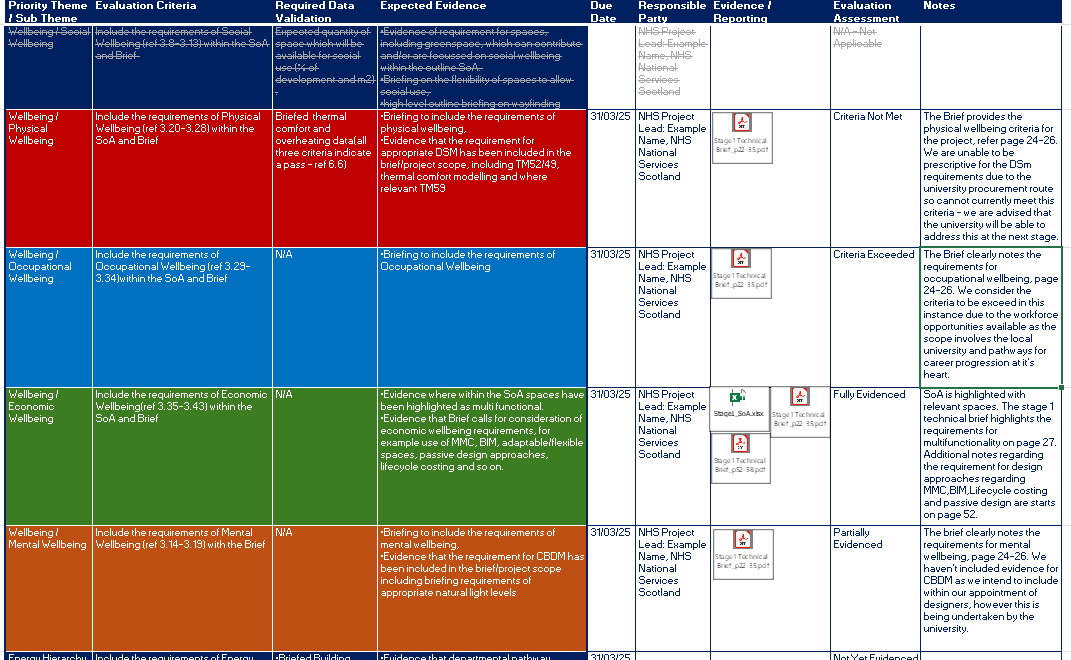 Priority Theme / Sub Theme
Evaluation Criteria
Required Data Validation
Expected Evidence
Due Date
Responsible Party
Evidence / Reporting
Evaluation Assessment
Notes
Wellbeing / Social
Wellbeing
Include the requirements of Social
Wellbeing (ref 3.8-3.13) within the SoA
and Brief
Expected quantity of
space which will be
available for social
use (% of
development and m2)
.
•Evidence of requirement for spaces,
including greenspace, which can contribute
and/or are focussed on social wellbeing
within the outline SoA.
•Briefing on the flexibility of spaces to allow
social use,
•high level outline briefing on wayfinding
NHS Project
Lead: Example
Name, NHS
National
Services
Scotland
N/A - Not
Applicable
Wellbeing /
Physical
Wellbeing
Include the requirements of Physical
Wellbeing (ref 3.20-3.28) within the
SoA and Brief
Briefed thermal
comfort and
overheating data(all
three criteria indicate
a pass - ref 6.6)
•Briefing to include the requirements of
physical wellbeing,
•Evidence that the requirement for
appropriate DSM has been included in the
brief/project scope, including TM52/49,
thermal comfort modelling and where
relevant TM59
31/03/25
NHS Project
Lead: Example
Name, NHS
National
Services
Scotland
Stage 1 Technical
Brief_p22-35.pdf
Criteria Not Met
The Brief provides the
physical wellbeing criteria for
the project, refer page 24-26.
We are unable to be
prescriptive for the DSm
requirements due to the
university procurement route
so cannot currently meet this
criteria - we are advised that
the university will be able to
address this at the next stage.
Wellbeing /
Occupational
Wellbeing
Include the requirements of
Occupational Wellbeing (ref 3.29-
3.34)within the SoA and Brief
N/A
•Briefing to include the requirements of
Occupational Wellbeing
31/03/25
NHS Project
Lead: Example
Name, NHS
National
Services
Scotland
Stage 1 Technical
Brief_p22-35.pdf
Criteria Exceeded
The Brief clearly notes the
requirements for
occupational wellbeing, page
24-26. We consider the
criteria to be exceed in this
instance due to the workforce
opportunities available as the
scope involves the local
university and pathways for
career progression at it's
heart.
Wellbeing /
Economic
Wellbeing
Include the requirements of Economic
Wellbeing(ref 3.35-3.43) within the
SoA and Brief
N/A
•Evidence where within the SoA spaces have
been highlighted as multi functional.
•Evidence that Brief calls for consideration of
economic wellbeing requirements, for
example use of MMC, BIM, adaptable/flexible
spaces, passive design approaches,
lifecycle costing and so on.
31/03/25
NHS Project
Lead: Example
Name, NHS
National
Services
Scotland
Stage1_SoA.xlsx
Stage 1 Technical
Brief_p22-35.pdf
Stage 1 Technical
Brief_p52-58.pdf
Fully Evidenced
SoA is highlighted with
relevant spaces. The stage 1
technical brief highlights the
requirements for
multifunctionality on page 27.
Additional notes regarding
the requirement for design
approaches regarding
MMC,BIM,Lifecycle costing
and passive design are starts
on page 52.
Wellbeing /
Mental Wellbeing
Include the requirements of Mental
Wellbeing (ref 3.14-3.19) with the Brief
N/A
•Briefing to include the requirements of
mental wellbeing,
•Evidence that the requirement for CBDM has
been included in the brief/project scope
including briefing requirements of
appropriate natural light levels
31/03/25
NHS Project
Lead: Example
Name, NHS
National
Services
Scotland
Stage 1 Technical
Brief_p22-35.pdf
Partially
Evidenced
The brief clearly notes the
requirements for mental
wellbeing, page 24-26. We
haven't included evidence for
CBDM as we intend to include
within our appointment of
designers, however this is
being undertaken by the
university.
Energy Hierarchy
Include the requirements of Energy
•Briefed Building
•Evidence that departmental pathway
31/03/25
Not Yet Evidenced